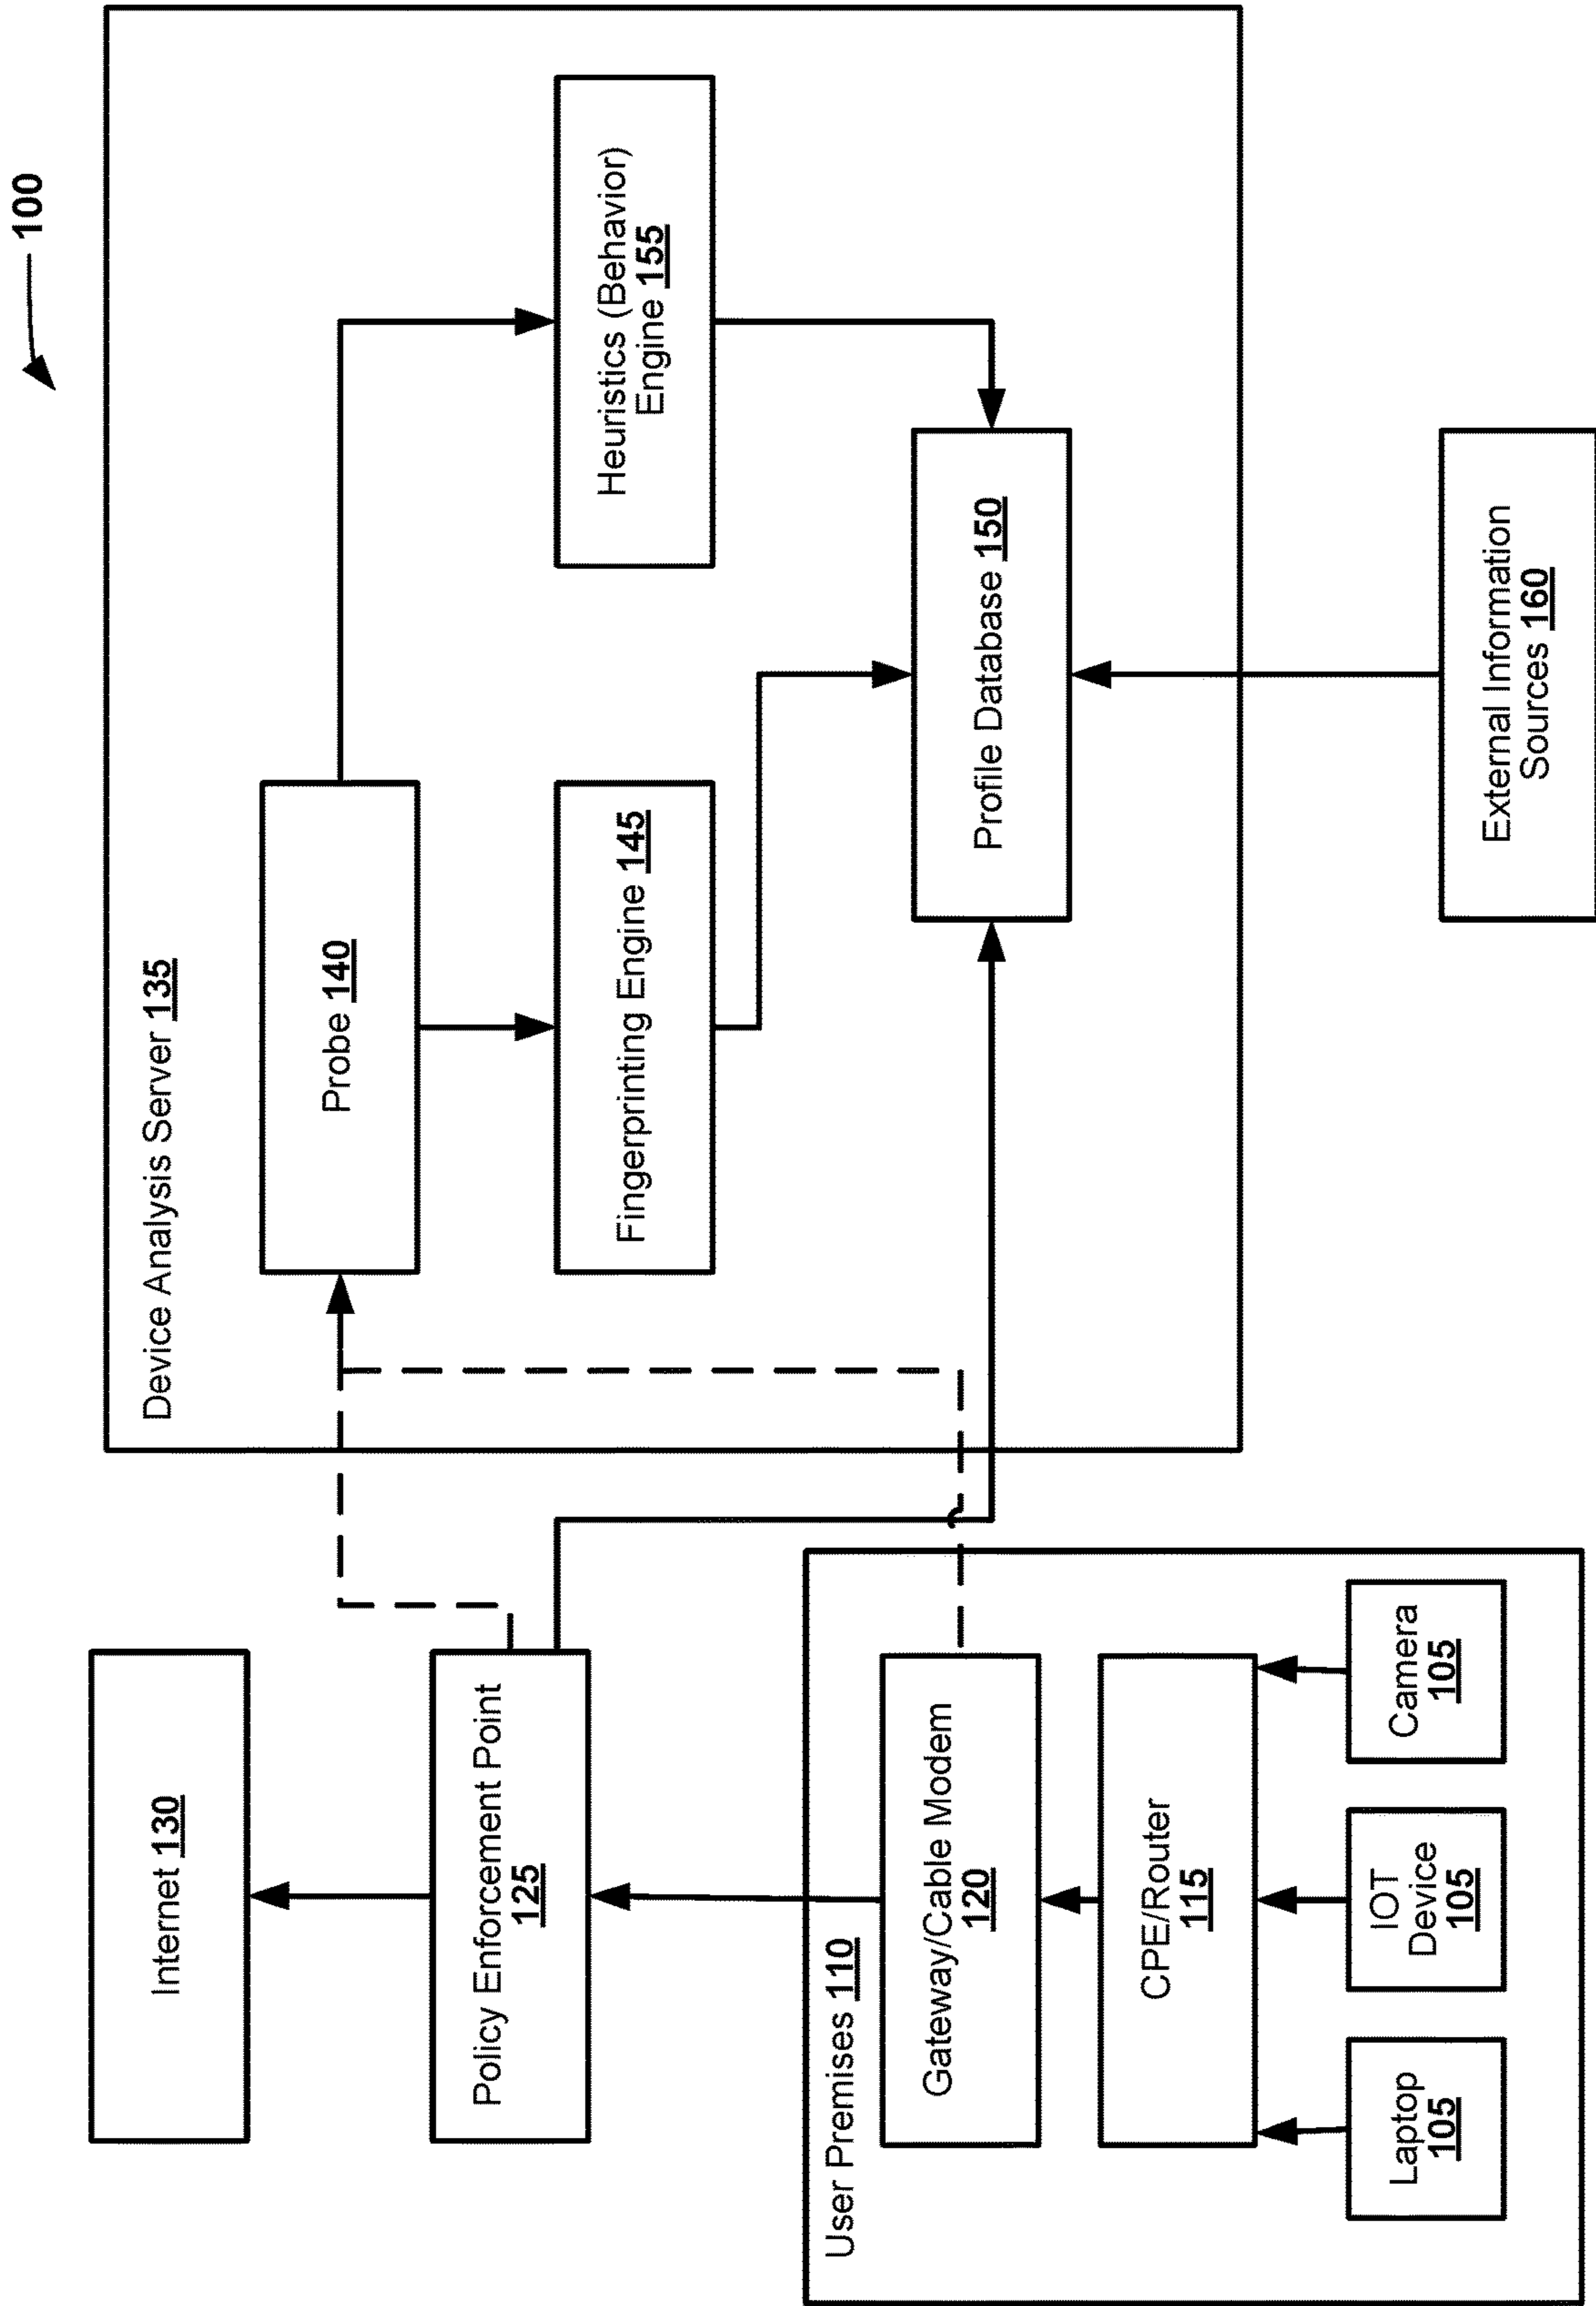 100
Device Analysis Server 135
Internet 130
Probe 140
Policy Enforcement Point
125
Fingerprinting Engine 145
Heuristics (Behavior)
Engine 155
User Premises 110
Gateway/Cable Modem
120
Profile Database 150
CPE/Router
115
Laptop
105
IOT
Device
105
Camera
105
External Information
Sources 160